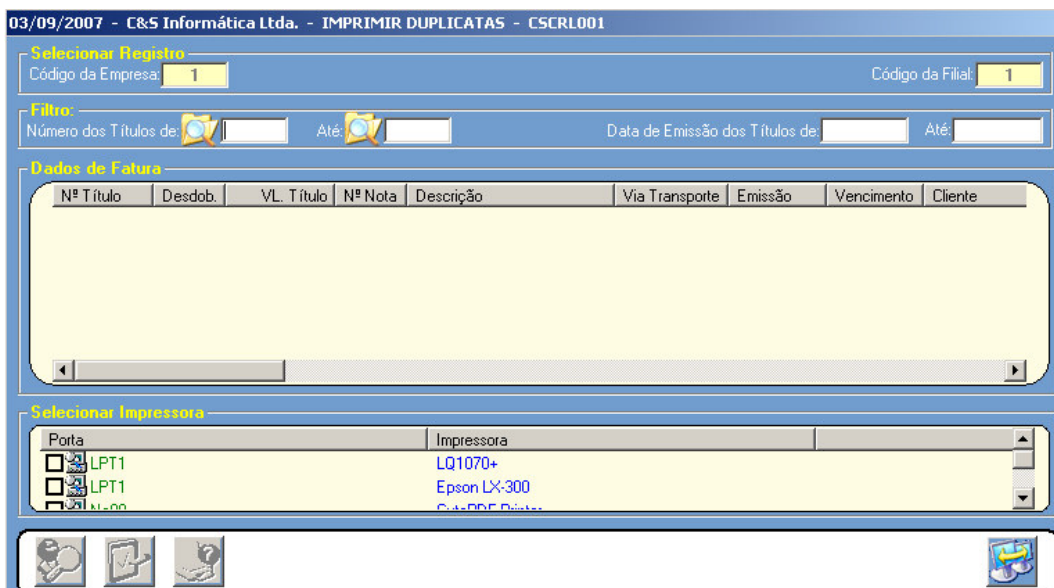 03/09/2007 - C&S Informática Ltda. - IMPRIMIR DUPLICATAS - CSCRL001
Selecionar Registro
Código da Empresa: 1 Código da Filial: 1
Filtro:
Número dos Títulos de: Até: Data de Emissão dos Títulos de: Até:
Dados de Fatura
Nº Título Desdob. VL. Título Nº Nota Descrição Via Transporte Emissão Vencimento Cliente
Selecionar Impressora
Porta Impressora
LPT1 LQ1070+
LPT1 Epson LX-300